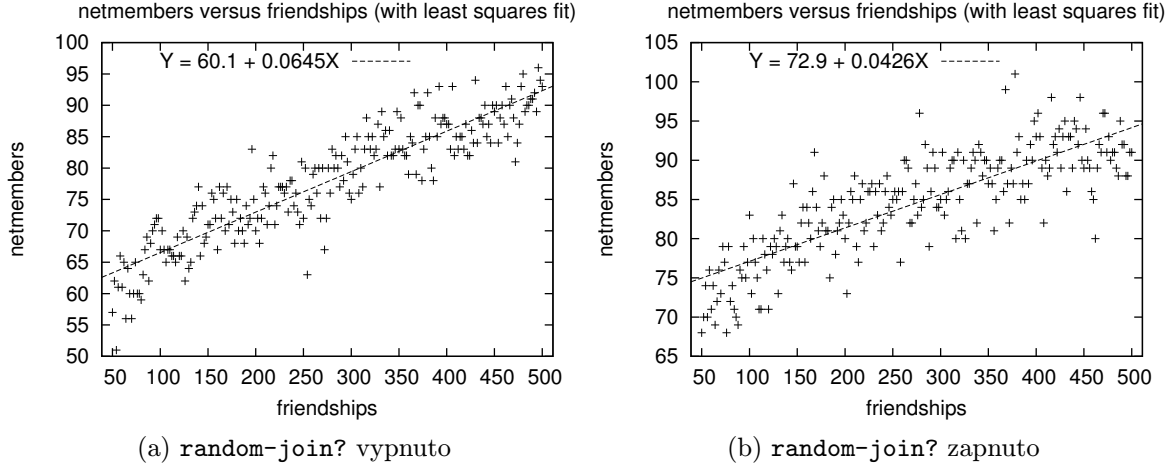 netmembers versus friendships (with least squares fit)
Y = 60.1 + 0.0645X
100
95
90
85
80
75
70
65
60
55
50
netmembers
50 100 150 200 250 300 350 400 450 500
friendships
(a) random-join? vypnuto
netmembers versus friendships (with least squares fit)
Y = 72.9 + 0.0426X
105
100
95
90
85
80
75
70
65
netmembers
50 100 150 200 250 300 350 400 450 500
friendships
(b) random-join? zapnuto